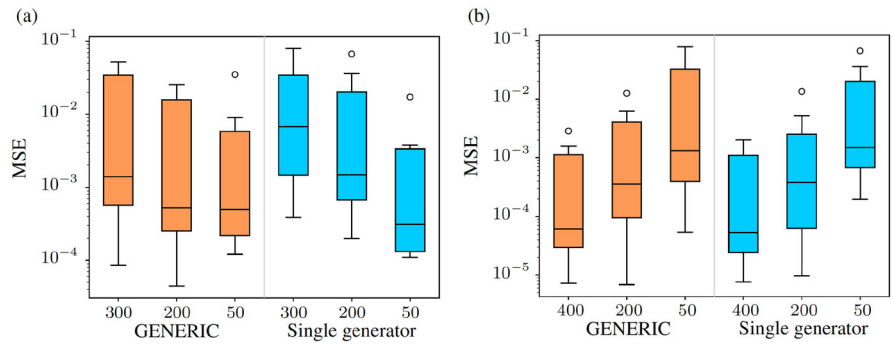 (a)
MSE
10⁻¹
10⁻²
10⁻³
10⁻⁴
300 200 50 300 200 50
GENERIC Single generator
(b)
MSE
10⁻¹
10⁻²
10⁻³
10⁻⁴
10⁻⁵
400 200 50 400 200 50
GENERIC Single generator